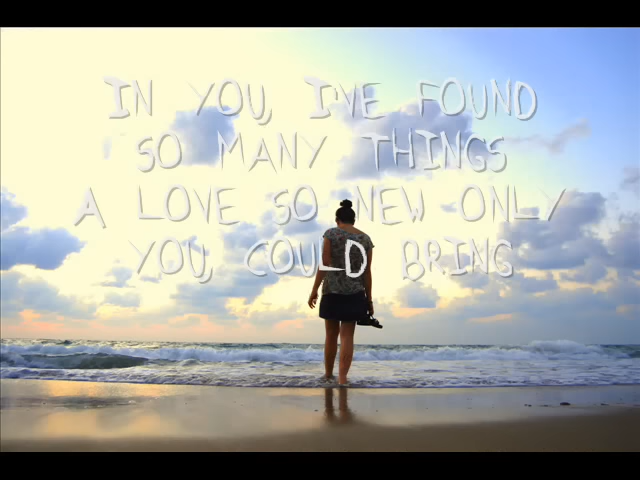 IN YOU, I'VE FOUND
SO MANY THINGS
A LOVE SO NEW ONLY
YOU, COULD BRING